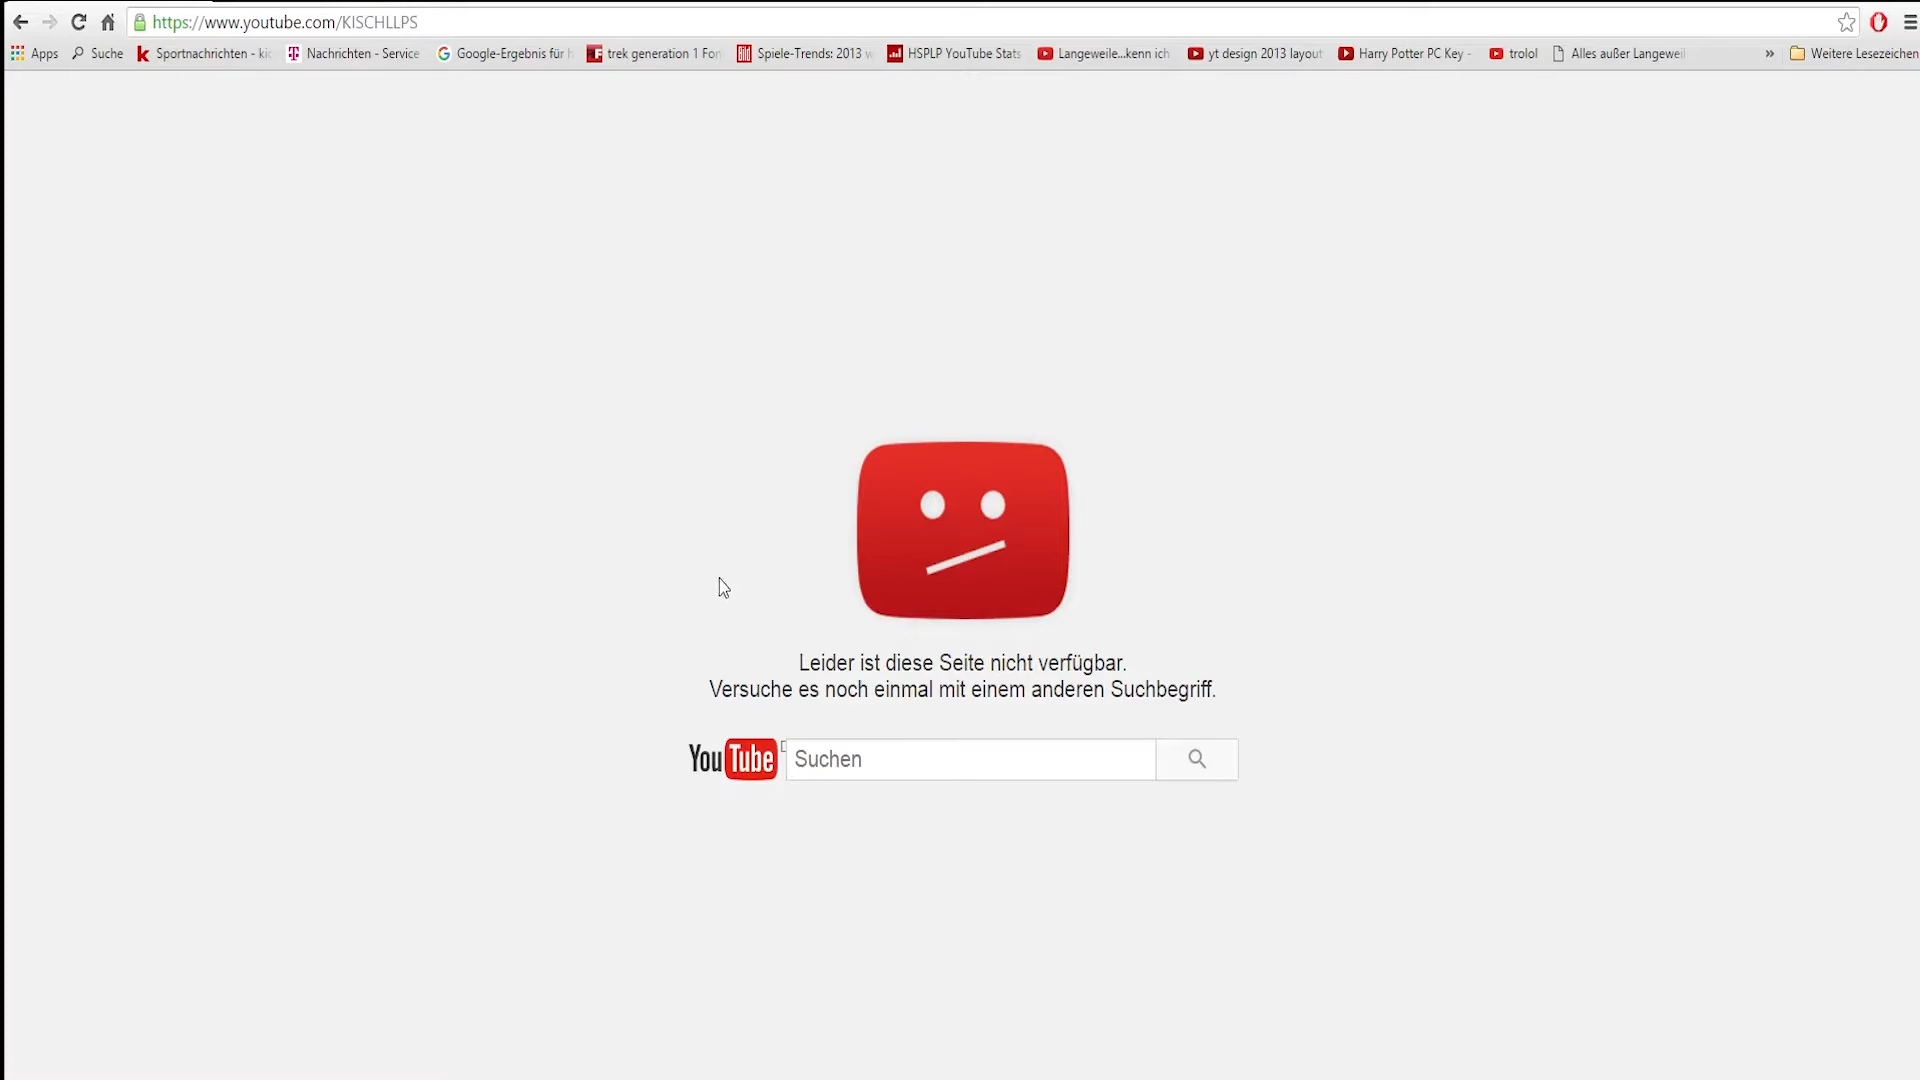 https://www.youtube.com/KISCHLLPS
Apps Suche Sportnachrichten - kic Nachrichten - Service Google-Ergebnis für h trek generation 1 Fon Spiele-Trends: 2013 w HSPLP YouTube Stats Langeweile...kenn ich yt design 2013 layout Harry Potter PC Key - trolol Alles außer Langeweil » Weitere Lesezeichen
Leider ist diese Seite nicht verfügbar.
Versuche es noch einmal mit einem anderen Suchbegriff.
YouTube Suchen